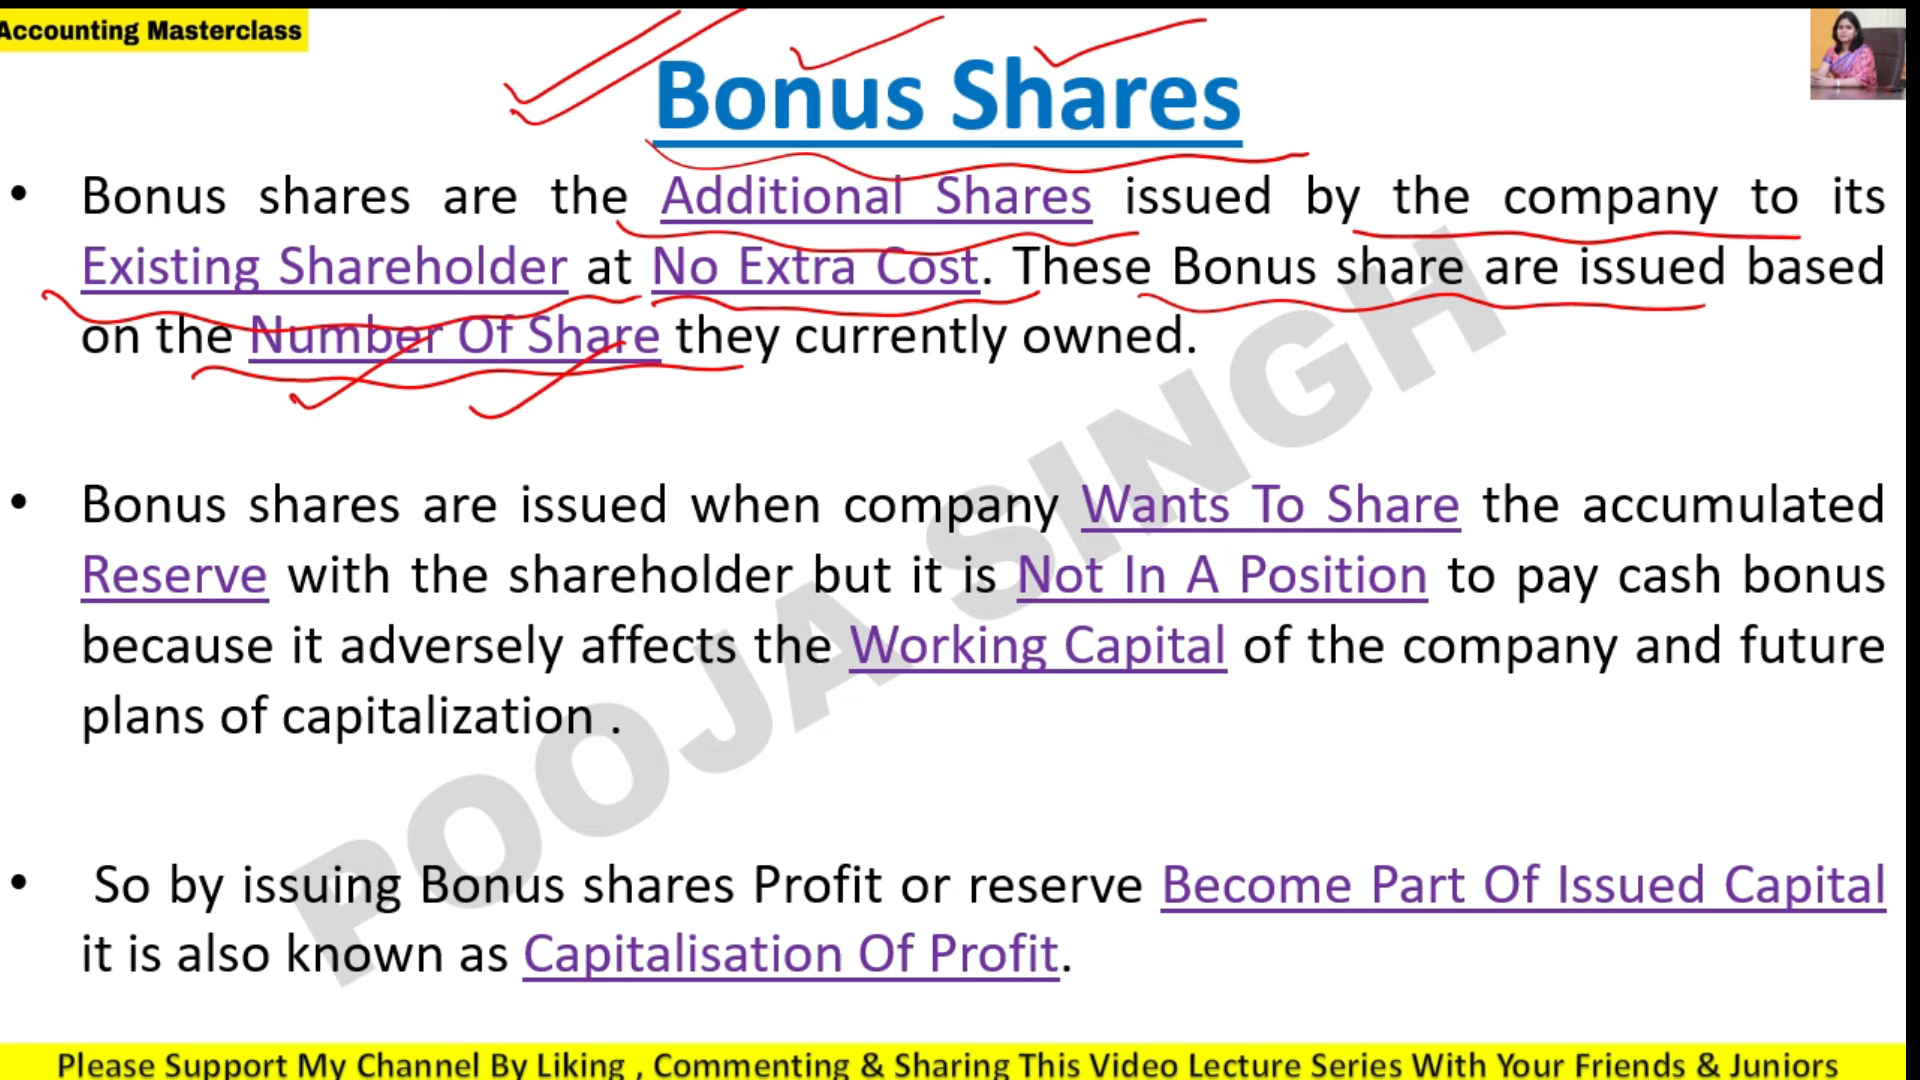 Accounting Masterclass
Bonus Shares
• Bonus shares are the Additional Shares issued by the company to its
Existing Shareholder at No Extra Cost. These Bonus share are issued based
on the Number Of Share they currently owned.
• Bonus shares are issued when company Wants To Share the accumulated
Reserve with the shareholder but it is Not In A Position to pay cash bonus
because it adversely affects the Working Capital of the company and future
plans of capitalization .
• So by issuing Bonus shares Profit or reserve Become Part Of Issued Capital
it is also known as Capitalisation Of Profit.
POOJA SINGH
Please Support My Channel By Liking , Commenting & Sharing This Video Lecture Series With Your Friends & Juniors